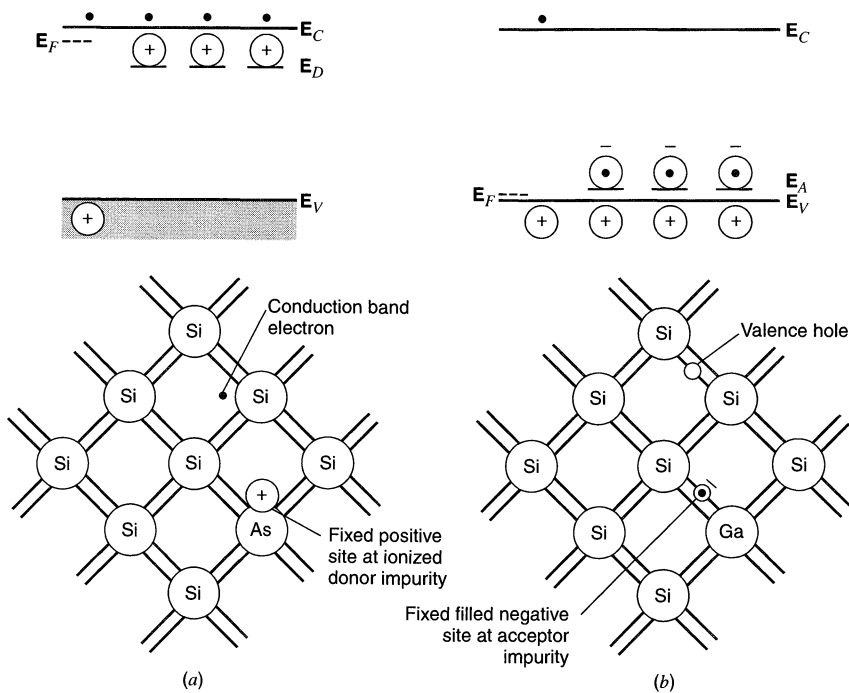 E_C
E_F
+ + +
E_D
E_V
+
E_C
− − −
E_A
E_F
E_V
+ + + +
Si
Conduction band
electron
Si Si
Si Si Si
+
Si As
Fixed positive
site at ionized
donor impurity
Si
(a)
Si
Valence hole
Si Si
Si Si Si
−
Si Ga
Fixed filled negative
site at acceptor
impurity
Si
(b)